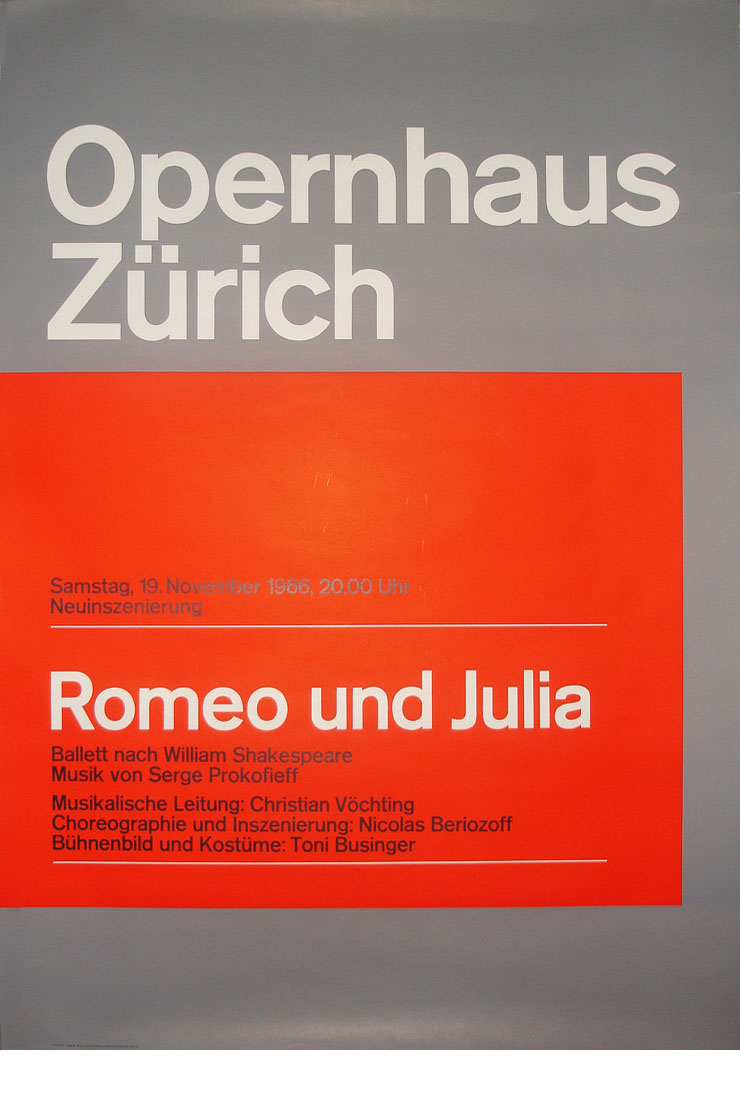 Opernhaus
Zürich
Samstag, 19. November 1966, 20.00 Uhr
Neuinszenierung
Romeo und Julia
Ballett nach William Shakespeare
Musik von Serge Prokofieff
Musikalische Leitung: Christian Vöchting
Choreographie und Inszenierung: Nicolas Beriozoff
Bühnenbild und Kostüme: Toni Businger